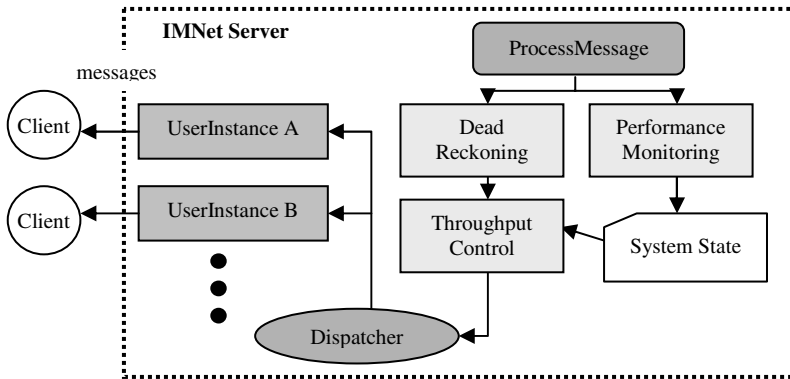 IMNet Server
ProcessMessage
messages
Client
UserInstance A
Dead
Reckoning
Performance
Monitoring
Client
UserInstance B
Throughput
Control
System State
Dispatcher